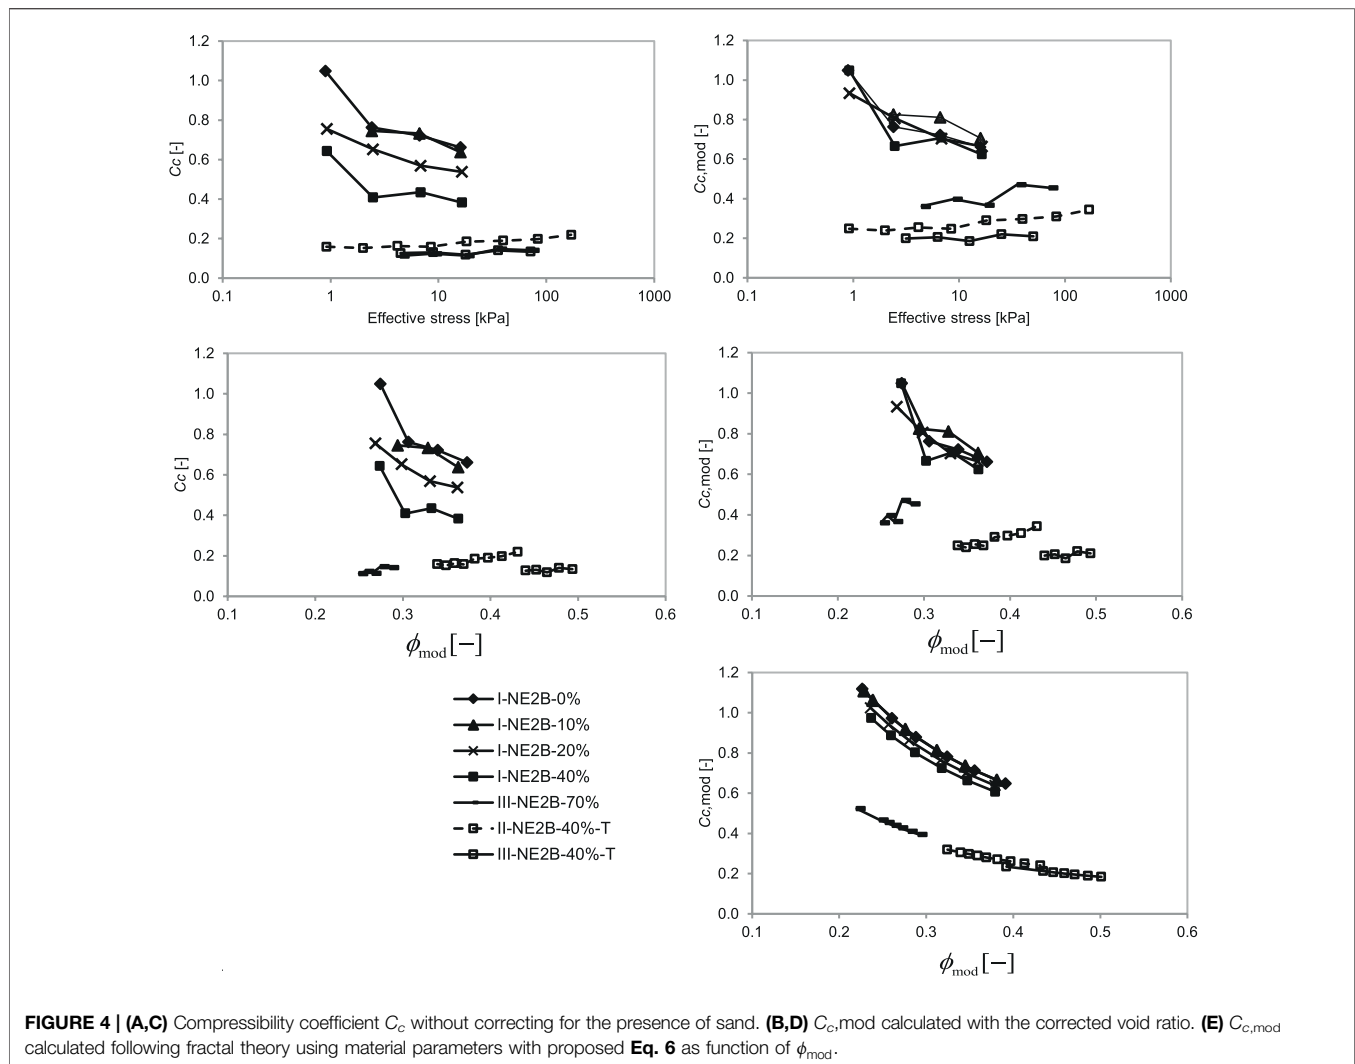 1.2
1.0
0.8
0.6
0.4
0.2
0.0
Cc [-]
0.1 1 10 100 1000
Effective stress [kPa]
1.2
1.0
0.8
0.6
0.4
0.2
0.0
Cc,mod [-]
0.1 1 10 100 1000
Effective stress [kPa]
1.2
1.0
0.8
0.6
0.4
0.2
0.0
Cc [-]
0.1 0.2 0.3 0.4 0.5 0.6
ϕmod [−]
1.2
1.0
0.8
0.6
0.4
0.2
0.0
Cc,mod [-]
0.1 0.2 0.3 0.4 0.5 0.6
ϕmod [−]
I-NE2B-0%
I-NE2B-10%
I-NE2B-20%
I-NE2B-40%
III-NE2B-70%
II-NE2B-40%-T
III-NE2B-40%-T
1.2
1.0
0.8
0.6
0.4
0.2
0.0
Cc,mod [-]
0.1 0.2 0.3 0.4 0.5 0.6
ϕmod [−]
FIGURE 4 | (A,C) Compressibility coefficient Cc without correcting for the presence of sand. (B,D) Cc,mod calculated with the corrected void ratio. (E) Cc,mod
calculated following fractal theory using material parameters with proposed Eq. 6 as function of ϕmod.